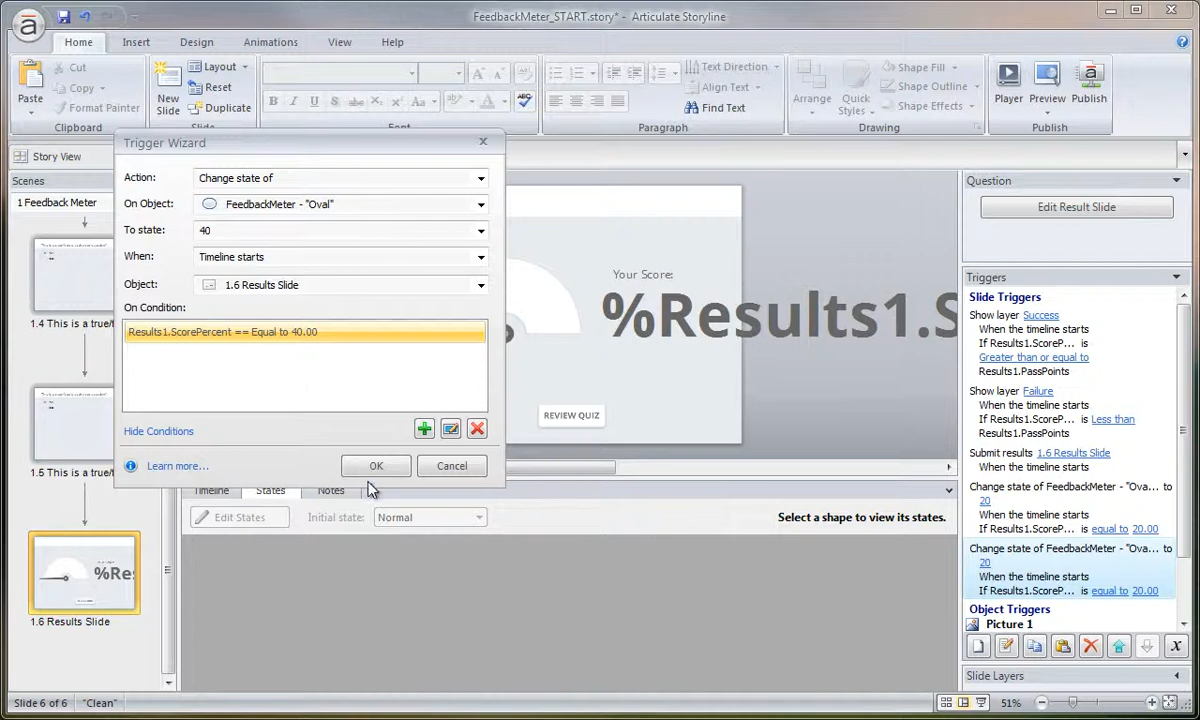 FeedbackMeter_START.story* - Articulate Storyline
Home Insert Design Animations View Help
Paste
Cut
Copy
Format Painter
Clipboard
New Slide
Layout
Reset
Duplicate
Slide
Font
Text Direction
Align Text
Find Text
Paragraph
Arrange
Quick Styles
Shape Fill
Shape Outline
Shape Effects
Drawing
Player Preview Publish
Publish
Story View
Scenes
1 Feedback Meter
1.4 This is a true/
1.5 This is a true/
1.6 Results Slide
Trigger Wizard
Action: Change state of
On Object: FeedbackMeter - "Oval"
To state: 40
When: Timeline starts
Object: 1.6 Results Slide
On Condition:
Results1.ScorePercent == Equal to 40.00
Hide Conditions
Learn more...
OK Cancel
Your Score:
%Results1.S
REVIEW QUIZ
Timeline States Notes
Edit States Initial state: Normal
Select a shape to view its states.
Question
Edit Result Slide
Triggers
Slide Triggers
Show layer Success
When the timeline starts
If Results1.ScoreP... is
Greater than or equal to
Results1.PassPoints
Show layer Failure
When the timeline starts
If Results1.ScoreP... is Less than
Results1.PassPoints
Submit results 1.6 Results Slide
When the timeline starts
Change state of FeedbackMeter - "Ova... to
20
When the timeline starts
If Results1.ScoreP... is equal to 20.00
Change state of FeedbackMeter - "Ova... to
20
When the timeline starts
If Results1.ScoreP... is equal to 20.00
Object Triggers
Picture 1
Slide Layers
Slide 6 of 6 "Clean"
51%